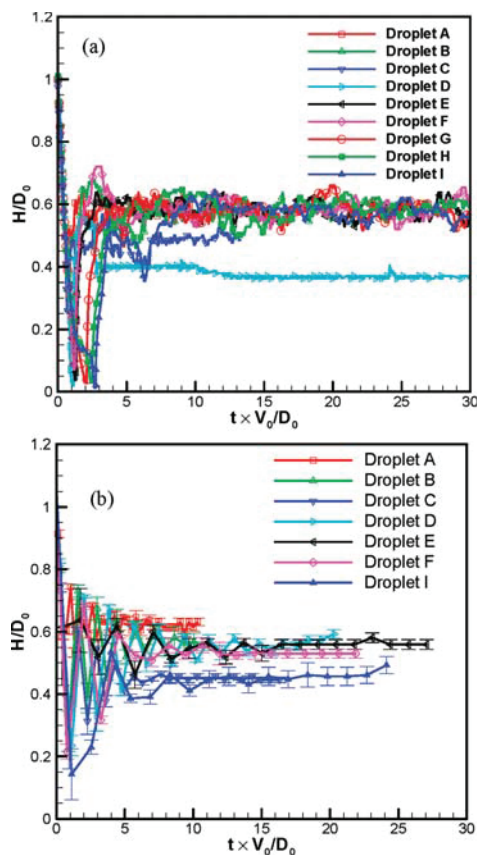 (a)
Droplet A
Droplet B
Droplet C
Droplet D
Droplet E
Droplet F
Droplet G
Droplet H
Droplet I
H/D₀
1.2
1
0.8
0.6
0.4
0.2
0
0 5 10 15 20 25 30
t × V₀/D₀
(b)
Droplet A
Droplet B
Droplet C
Droplet D
Droplet E
Droplet F
Droplet I
H/D₀
1.2
1
0.8
0.6
0.4
0.2
0
0 5 10 15 20 25 30
t × V₀/D₀